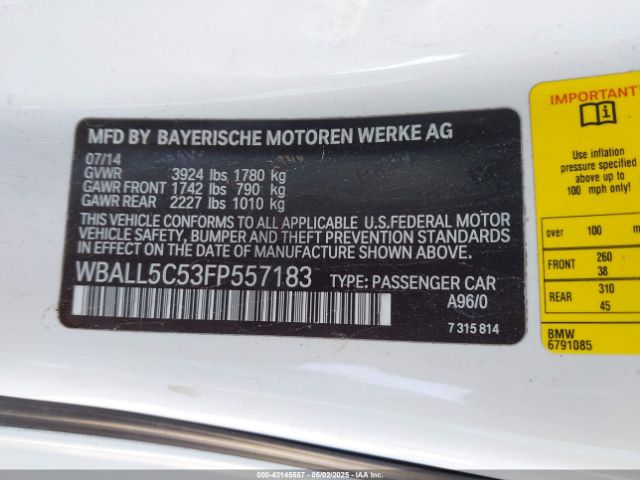 MFD BY BAYERISCHE MOTOREN WERKE AG
07/14
GVWR 3924 lbs 1780 kg
GAWR FRONT 1742 lbs 790 kg
GAWR REAR 2227 lbs 1010 kg
THIS VEHICLE CONFORMS TO ALL APPLICABLE U.S.FEDERAL MOTOR
VEHICLE SAFETY, BUMPER AND THEFT PREVENTION STANDARDS
IN EFFECT ON THE DATE OF MANUFACTURE SHOWN ABOVE.
WBALL5C53FP557183 TYPE: PASSENGER CAR
A96/0
7 315 814
IMPORTANT
i
Use inflation
pressure specified
above only up to
100 mph only!
over 100 m
FRONT 260
38
REAR 310
45
BMW
6791085
000-42145557 - 05/02/2025 - IAAI.COM